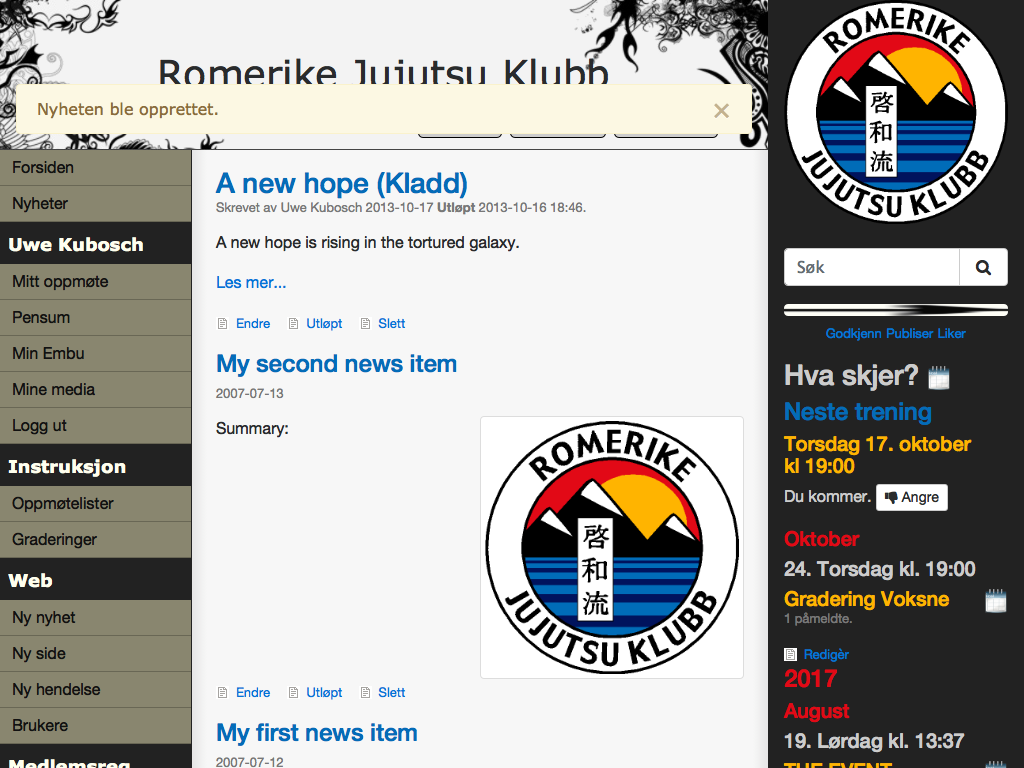 Romerike Jujutsu Klubb
Nyheten ble opprettet.
×
Forsiden
Nyheter
Uwe Kubosch
Mitt oppmøte
Pensum
Min Embu
Mine media
Logg ut
Instruksjon
Oppmøtelister
Graderinger
Web
Ny nyhet
Ny side
Ny hendelse
Brukere
Medlemsreg
A new hope (Kladd)
Skrevet av Uwe Kubosch 2013-10-17 Utløpt 2013-10-16 18:46.
A new hope is rising in the tortured galaxy.
Les mer...
Endre Utløpt Slett
My second news item
2007-07-13
Summary:
ROMERIKE
啓和流
JUJUTSU KLUBB
Endre Utløpt Slett
My first news item
2007-07-12
ROMERIKE
啓和流
JUJUTSU KLUBB
Søk
Godkjenn Publiser Liker
Hva skjer?
Neste trening
Torsdag 17. oktober
kl 19:00
Du kommer. Angre
Oktober
24. Torsdag kl. 19:00
Gradering Voksne
1 påmeldte.
Redigèr
2017
August
19. Lørdag kl. 13:37
THE EVENT